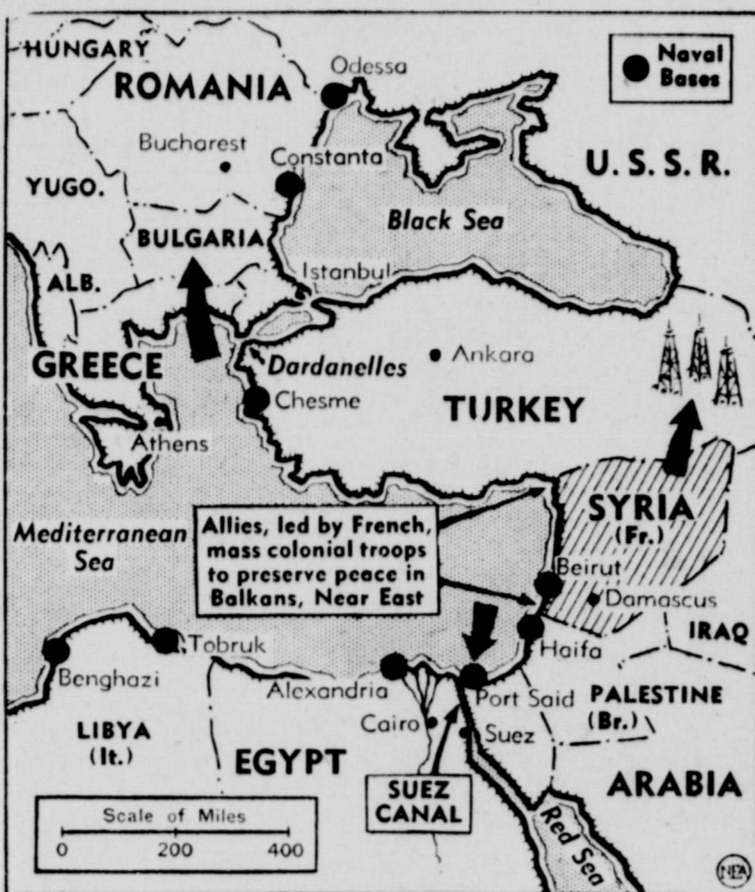 HUNGARY
ROMANIA
Odessa
Naval
Bases
Bucharest
Constanta
U. S. S. R.
YUGO.
Black Sea
BULGARIA
Istanbul
ALB.
GREECE
Dardanelles
Ankara
Chesme
TURKEY
Athens
Mediterranean
Sea
Allies, led by French,
mass colonial troops
to preserve peace in
Balkans, Near East
SYRIA
(Fr.)
Beirut
Damascus
IRAQ
Haifa
Tobruk
Benghazi
Alexandria
Port Said
PALESTINE
(Br.)
LIBYA
(It.)
Cairo
Suez
EGYPT
SUEZ
CANAL
ARABIA
Scale of Miles
0 200 400
Red Sea
NEA